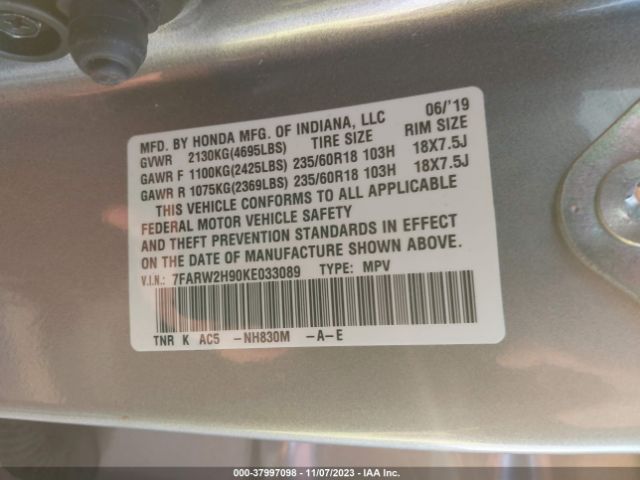 MFD. BY HONDA MFG. OF INDIANA, LLC 06/'19
GVWR 2130KG(4695LBS) TIRE SIZE RIM SIZE
GAWR F 1100KG(2425LBS) 235/60R18 103H 18X7.5J
GAWR R 1075KG(2369LBS) 235/60R18 103H 18X7.5J
THIS VEHICLE CONFORMS TO ALL APPLICABLE
FEDERAL MOTOR VEHICLE SAFETY
AND THEFT PREVENTION STANDARDS IN EFFECT
ON THE DATE OF MANUFACTURE SHOWN ABOVE.
V.I.N.: 7FARW2H90KE033089 TYPE: MPV
TNR K AC5 -NH830M -A-E
000-37997098 - 11/07/2023 - IAA Inc.